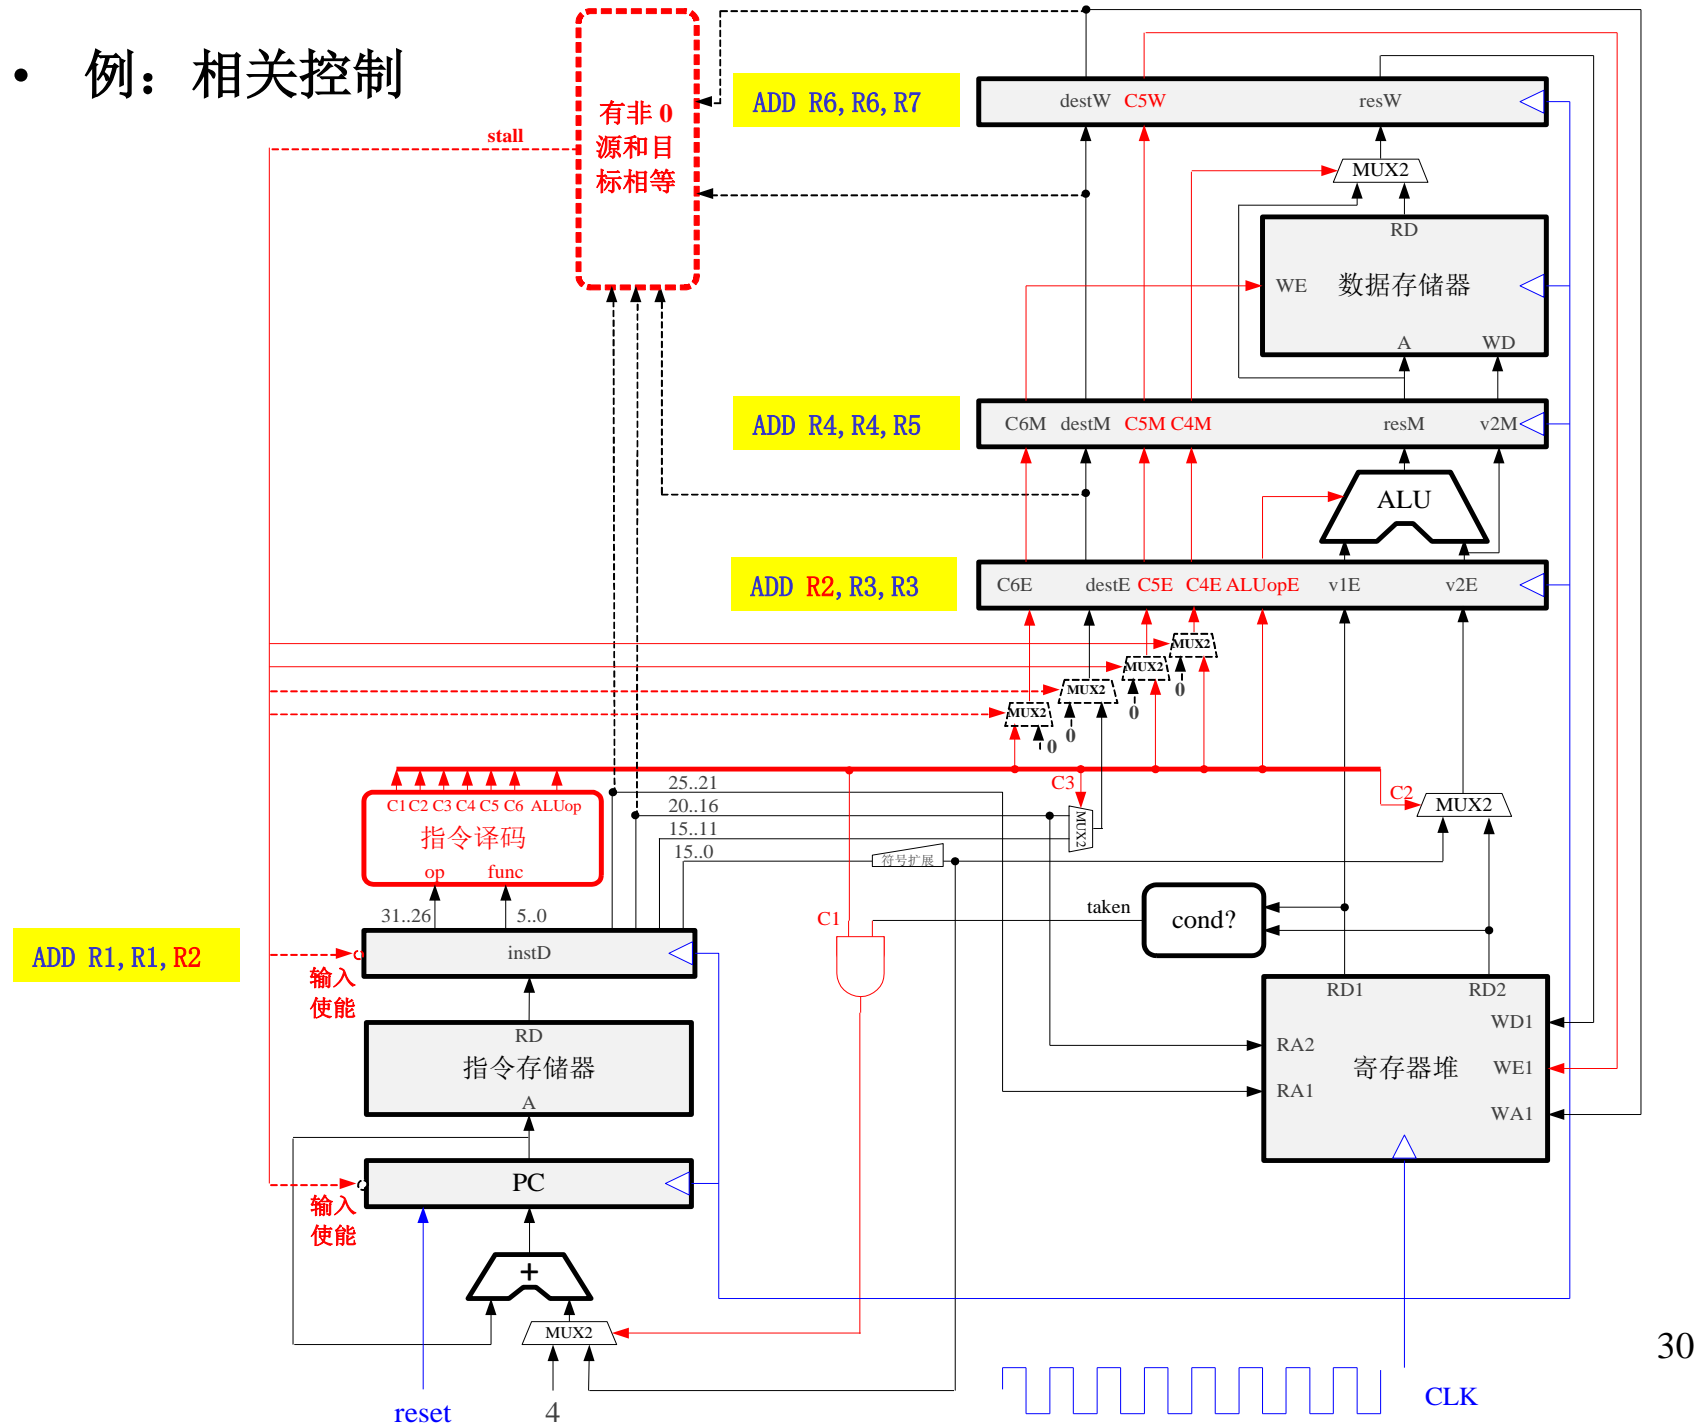 • 例：相关控制
有非 0
源和目
标相等
stall
ADD R6,R6,R7
destW C5W resW
MUX2
RD
WE 数据存储器
A WD
ADD R4,R4,R5
C6M destM C5M C4M resM v2M
ALU
ADD R2,R3,R3
C6E destE C5E C4E ALUopE v1E v2E
MUX2
0
MUX2
0
MUX2
0
MUX2
0
C1 C2 C3 C4 C5 C6 ALUop
指令译码
op func
31..26 5..0
25..21
20..16
15..11
15..0
符号扩展
C3
MUX2
C2
MUX2
C1
taken
cond?
ADD R1,R1,R2
instD
输入
使能
RD
指令存储器
A
PC
输入
使能
+
MUX2
reset
4
RD1 RD2
WD1
RA2
寄存器堆
WE1
RA1
WA1
CLK
30